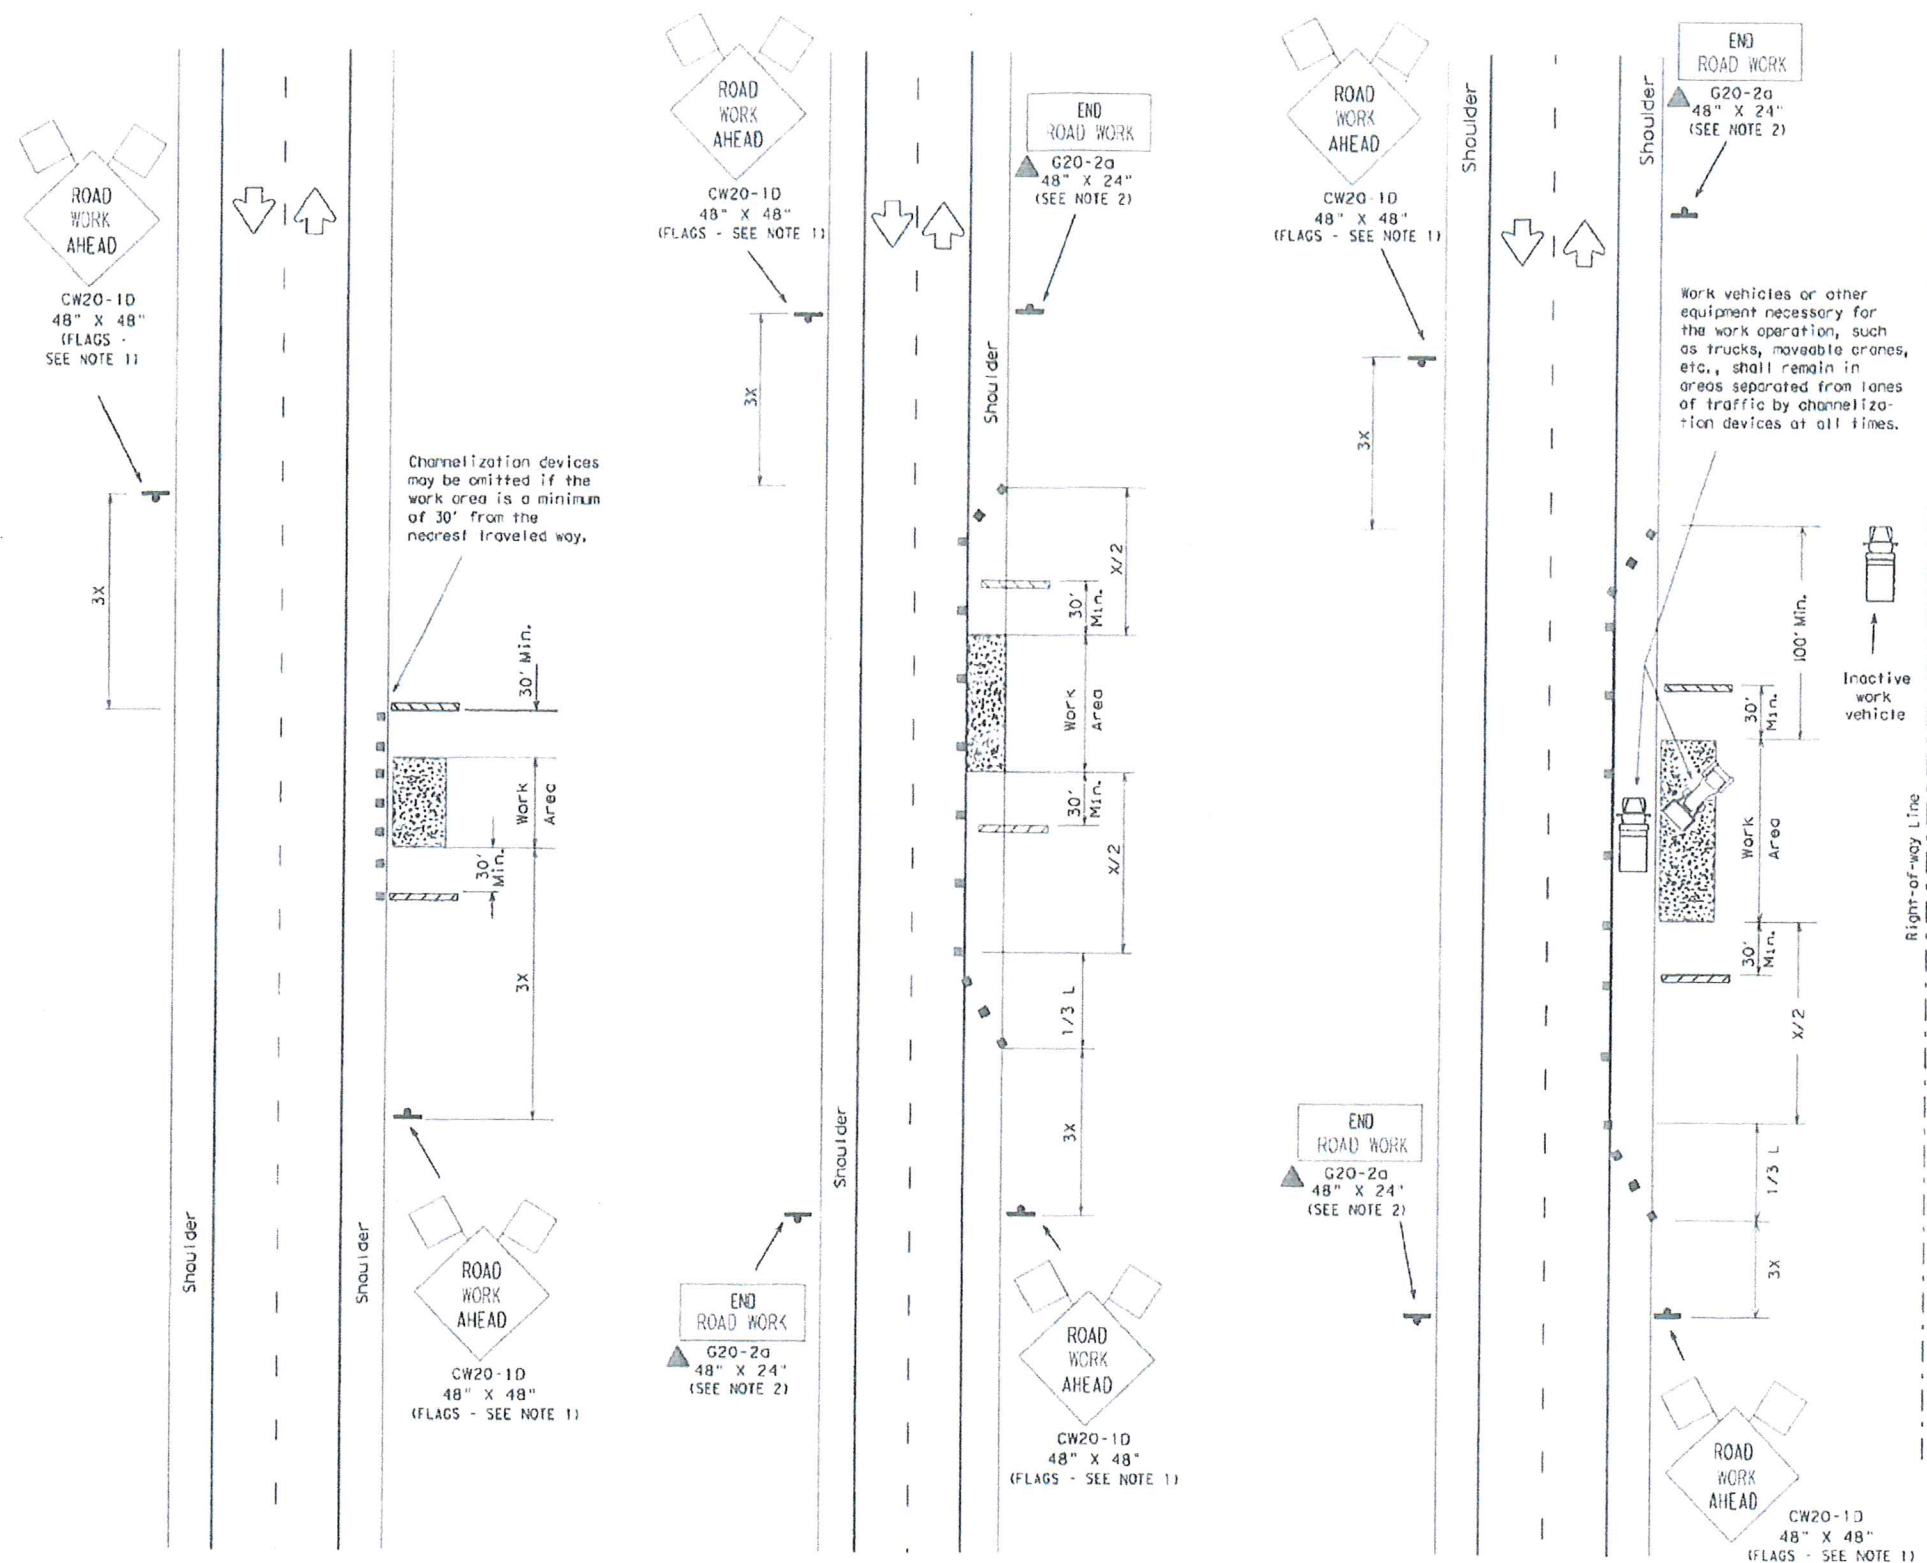 ROAD
WORK
AHEAD
CW20-1D
48" X 48"
(FLAGS -
SEE NOTE 1)
3X
Channelization devices
may be omitted if the
work area is a minimum
of 30' from the
nearest traveled way.
30' Min.
Work
Area
30'
Min.
3X
Shoulder
Shoulder
ROAD
WORK
AHEAD
CW20-1D
48" X 48"
(FLAGS - SEE NOTE 1)
ROAD
WORK
AHEAD
CW20-1D
48" X 48"
(FLAGS - SEE NOTE 1)
END
ROAD WORK
G20-2a
48" X 24"
(SEE NOTE 2)
3X
Shoulder
X/2
30'
Min.
Work
Area
30'
Min.
X/2
1/3 L
3X
Shoulder
END
ROAD WORK
G20-2a
48" X 24"
(SEE NOTE 2)
ROAD
WORK
AHEAD
CW20-1D
48" X 48"
(FLAGS - SEE NOTE 1)
ROAD
WORK
AHEAD
CW20-1D
48" X 48"
(FLAGS - SEE NOTE 1)
Shoulder
Shoulder
END
ROAD WORK
G20-2a
48" X 24"
(SEE NOTE 2)
3X
Work vehicles or other
equipment necessary for
the work operation, such
as trucks, moveable cranes,
etc., shall remain in
areas separated from lanes
of traffic by channeliza-
tion devices at all times.
100' Min.
Inactive
work
vehicle
30'
Min.
Work
Area
30'
Min.
X/2
Right-of-way Line
1/3 L
3X
END
ROAD WORK
G20-2a
48" X 24"
(SEE NOTE 2)
ROAD
WORK
AHEAD
CW20-1D
48" X 48"
(FLAGS - SEE NOTE 1)